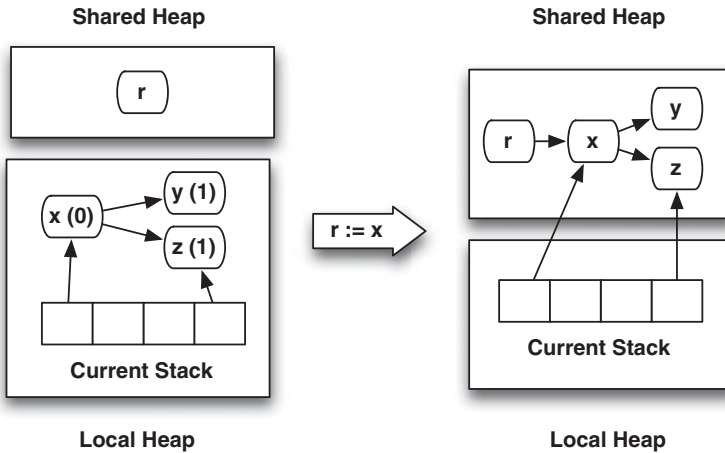 Shared Heap
r
x (0)
y (1)
z (1)
Current Stack
Local Heap
r := x
Shared Heap
r
x
y
z
Current Stack
Local Heap